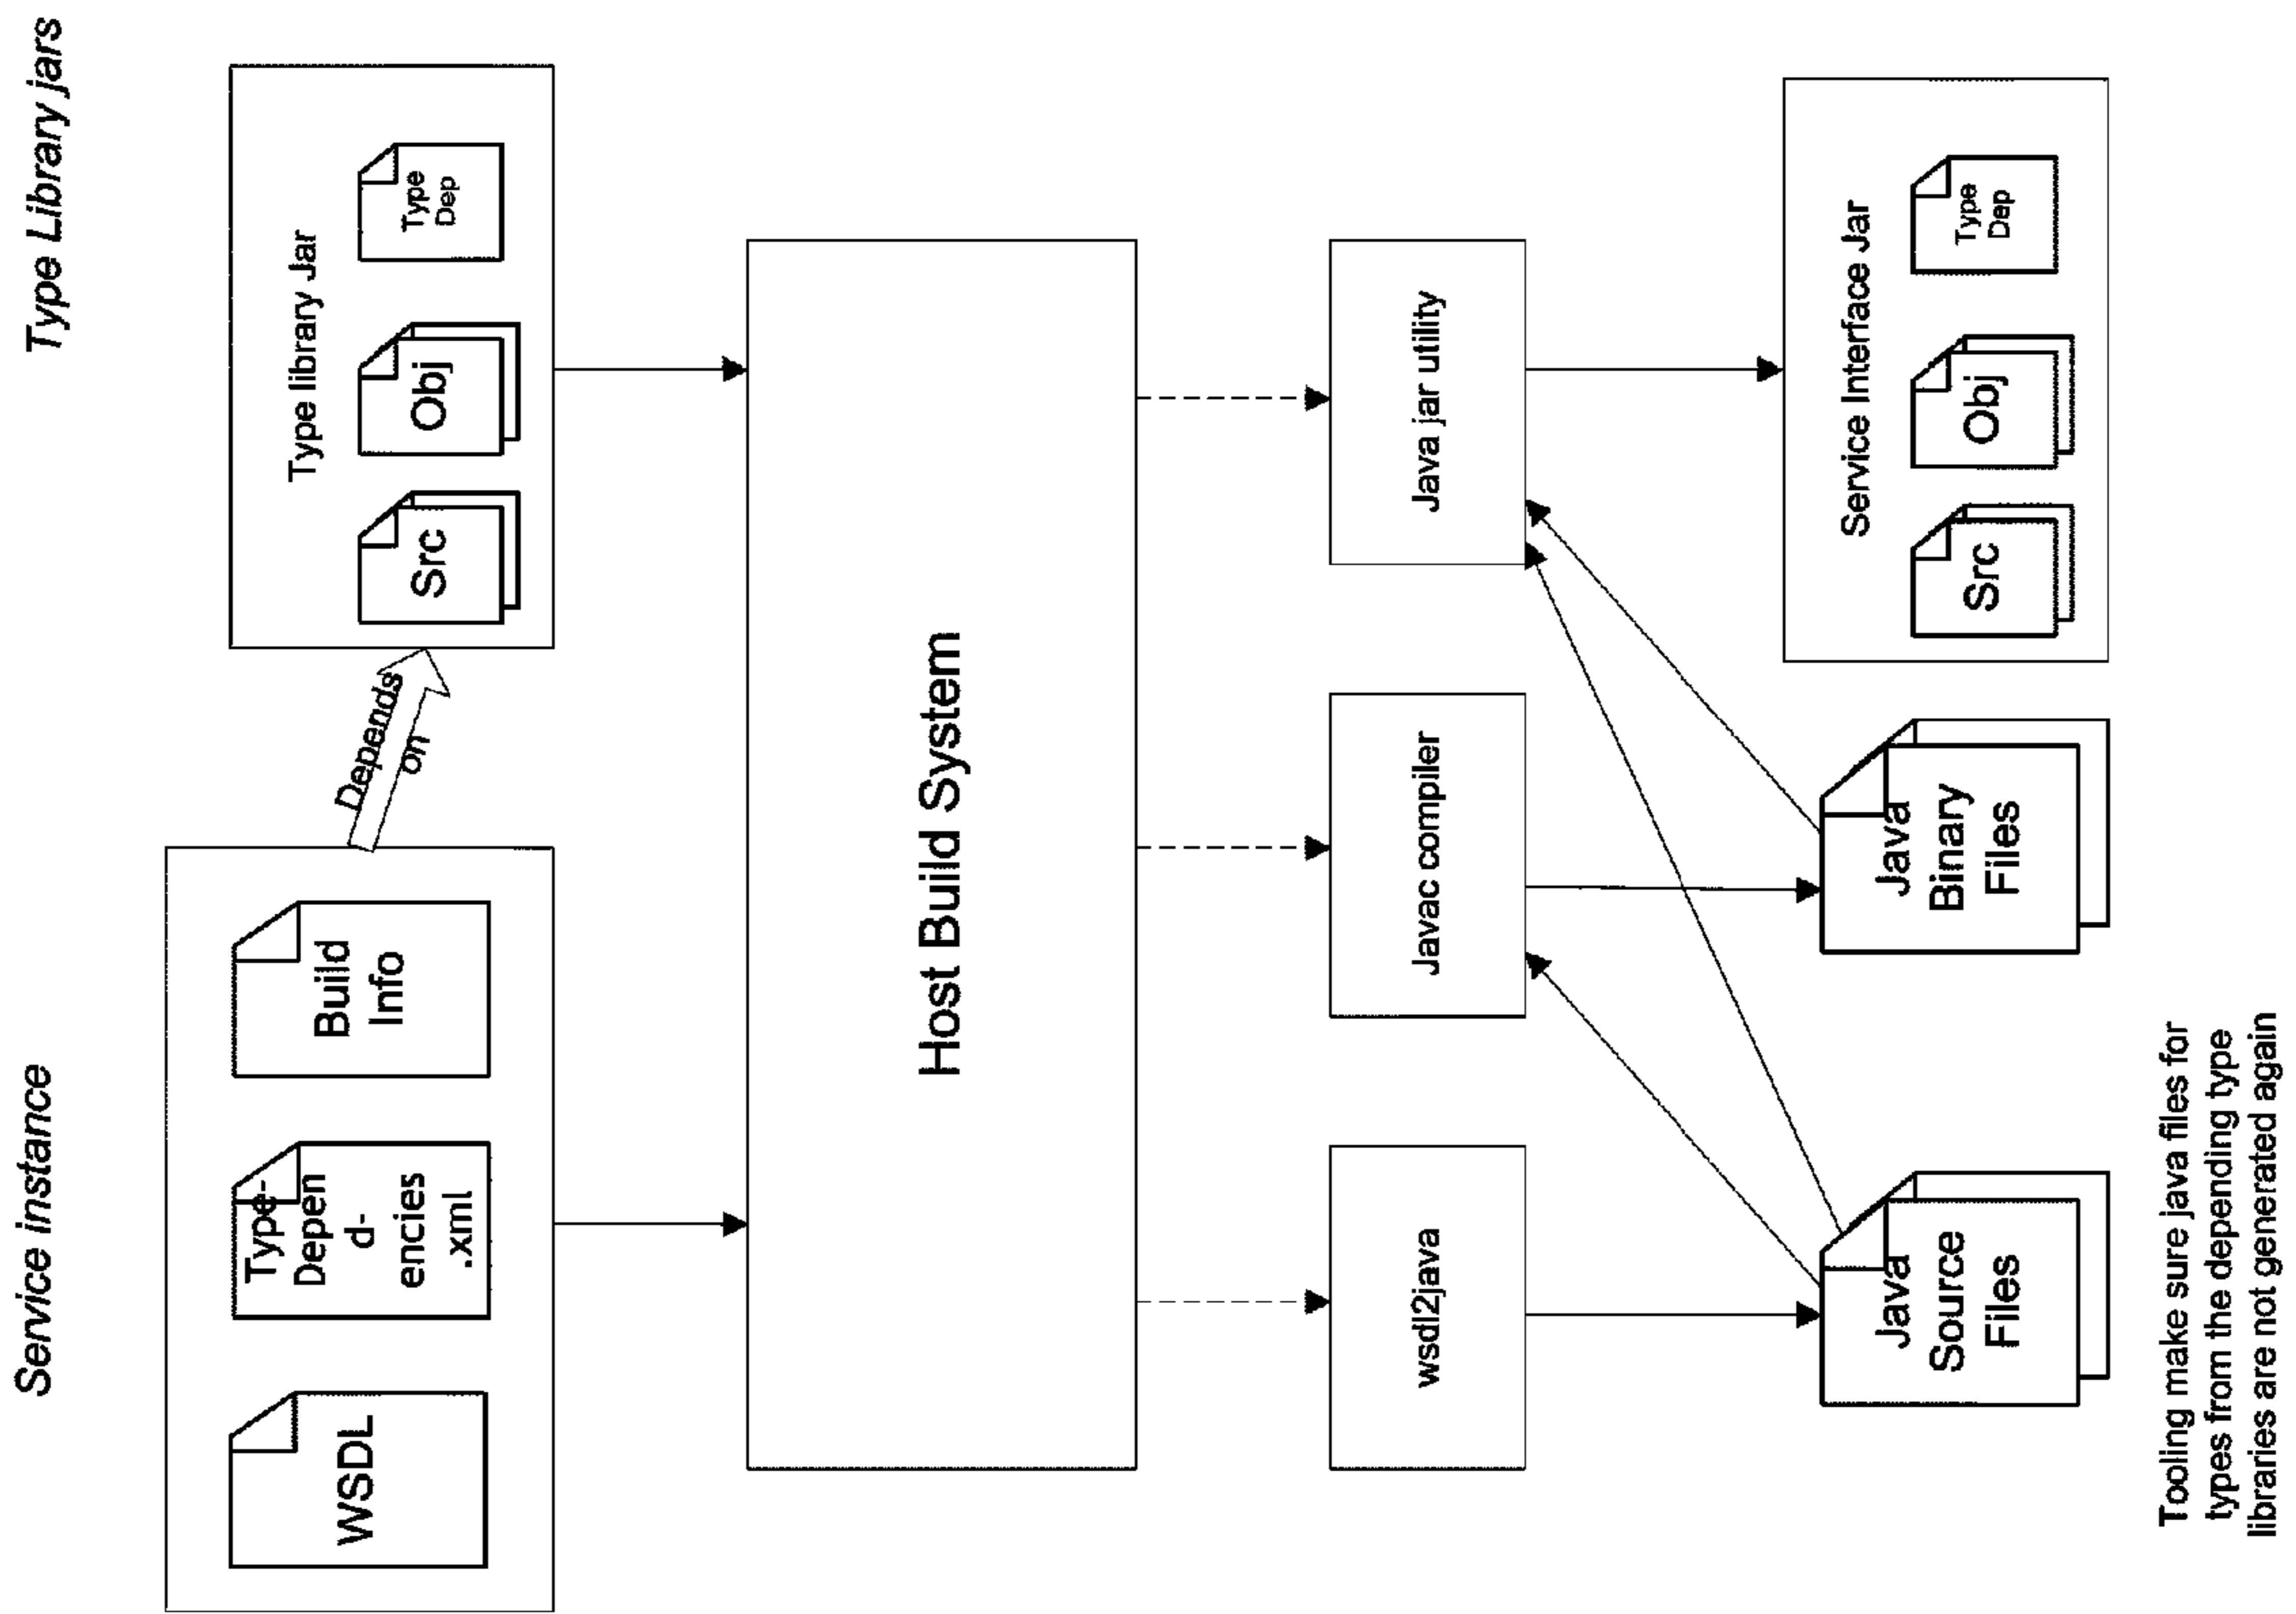 Service instance
Type Library jars
WSDL
Type-
Depen
d-
encies
.xml
Build
Info
Depends
on
Type library Jar
Src
Obj
Type
Dep
Host Build System
wsdl2java
Javac compiler
Java jar utility
Java
Source
Files
Java
Binary
Files
Service Interface Jar
Src
Obj
Type
Dep
Tooling make sure java files for
types from the depending type
libraries are not generated again